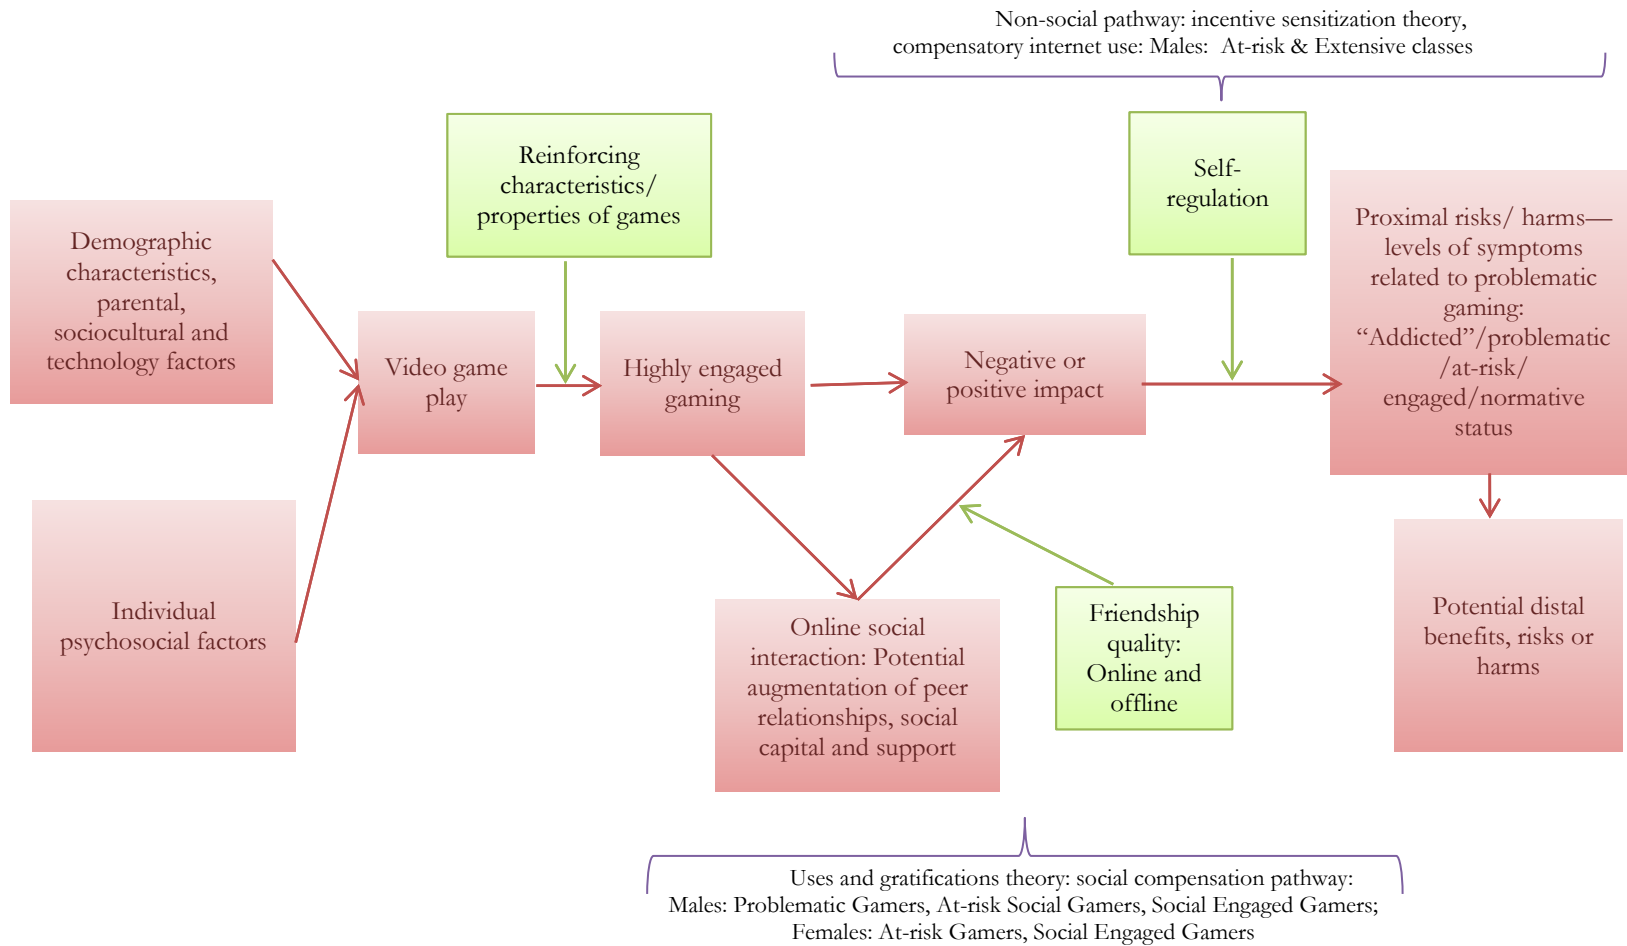 Non-social pathway: incentive sensitization theory,
compensatory internet use: Males: At-risk & Extensive classes
Reinforcing
characteristics/
properties of games
Self-
regulation
Demographic
characteristics,
parental,
sociocultural and
technology factors
Video game
play
Highly engaged
gaming
Negative or
positive impact
Proximal risks/ harms—
levels of symptoms
related to problematic
gaming:
“Addicted”/problematic
/at-risk/
engaged/normative
status
Individual
psychosocial factors
Online social
interaction: Potential
augmentation of peer
relationships, social
capital and support
Friendship
quality:
Online and
offline
Potential distal
benefits, risks or
harms
Uses and gratifications theory: social compensation pathway:
Males: Problematic Gamers, At-risk Social Gamers, Social Engaged Gamers;
Females: At-risk Gamers, Social Engaged Gamers